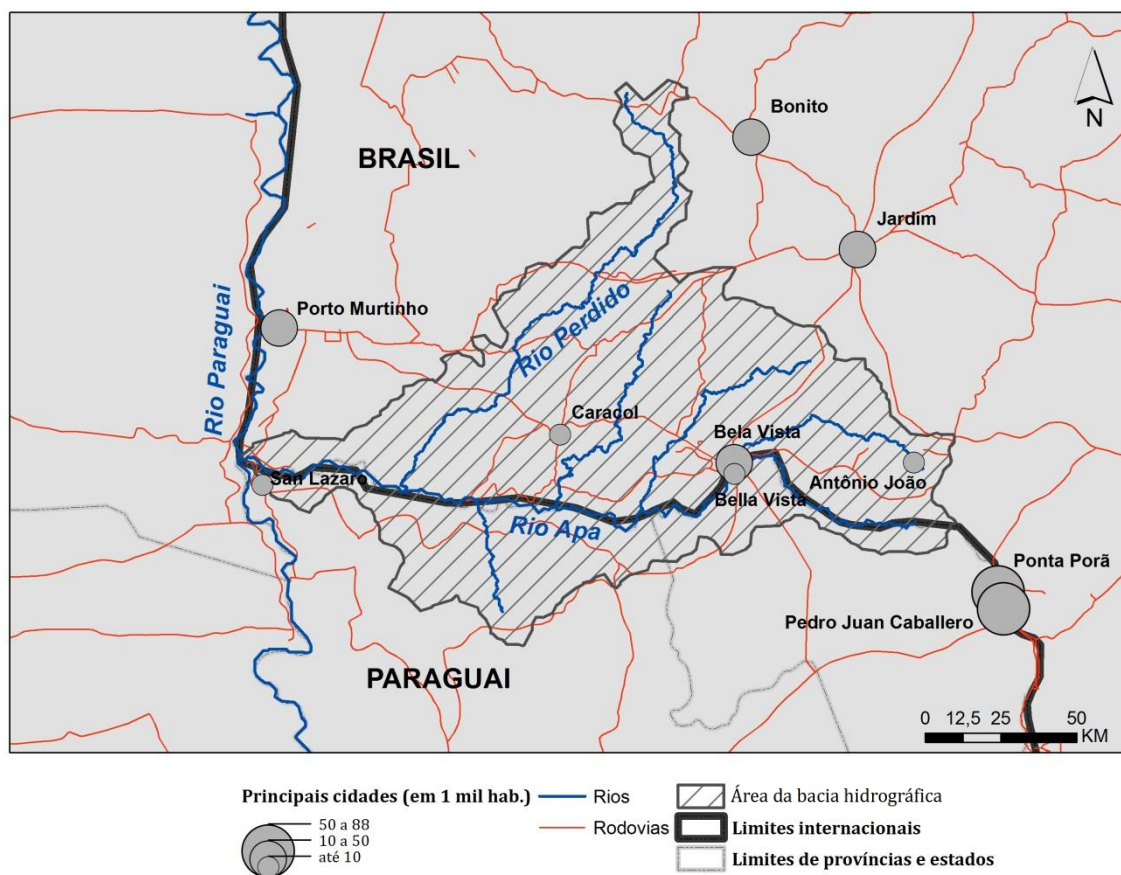 Bonito
N
BRASIL
Jardim
Porto Murtinho
Rio Paraguai
Rio Perdido
Caracol
Bela Vista
San Lazaro
Antônio João
Bella Vista
Rio Apa
Ponta Porã
Pedro Juan Caballero
PARAGUAI
0 12,5 25 50
KM
Principais cidades (em 1 mil hab.)
50 a 88
10 a 50
até 10
Rios
Rodovias
Área da bacia hidrográfica
Limites internacionais
Limites de províncias e estados